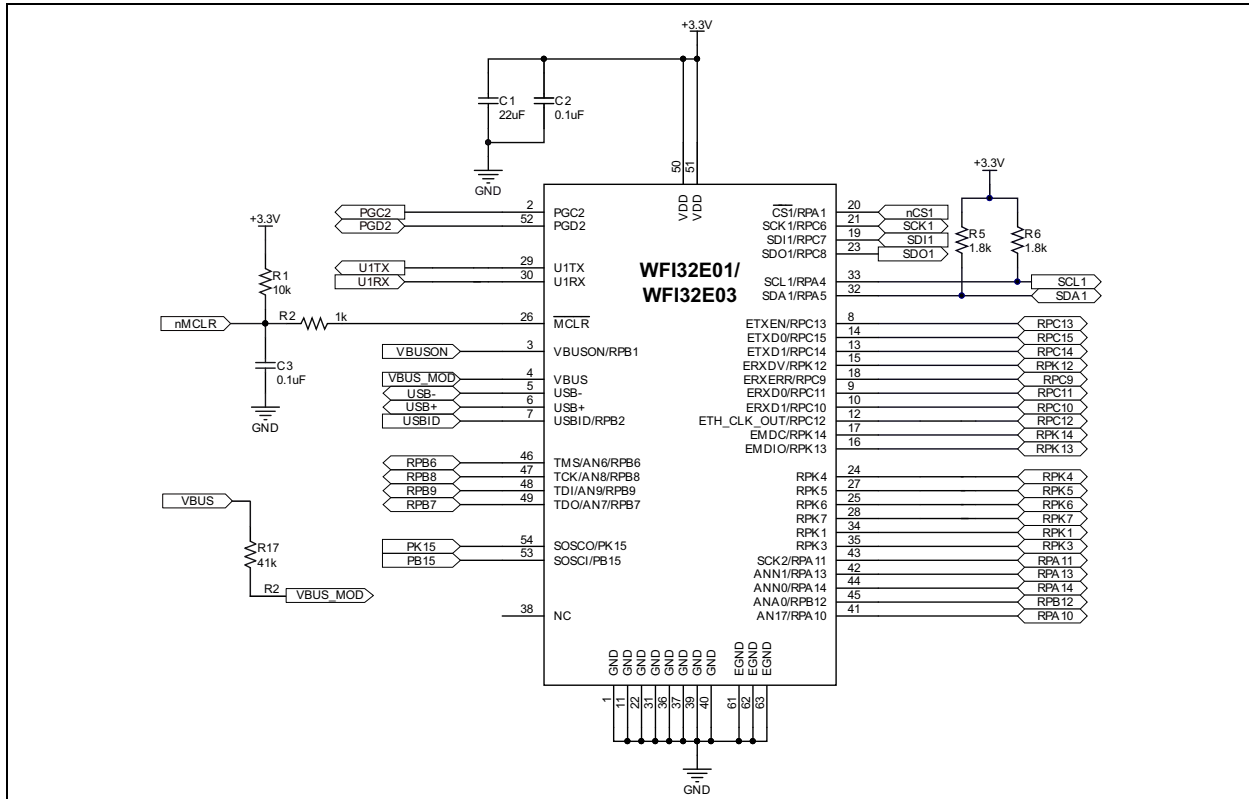 +3.3V
C1
22uF
C2
0.1uF
GND
50
51
VDD
VDD
WFI32E01/
WFI32E03
+3.3V
R1
10k
nMCLR
R2 1k
C3
0.1uF
GND
VBUS
R17
41k
R2
VBUS_MOD
PGC2 2 PGC2
PGD2 52 PGD2
U1TX 29 U1TX
U1RX 30 U1RX
26 MCLR
VBUSON 3 VBUSON/RPB1
VBUS_MOD 4 VBUS
USB- 5 USB-
USB+ 6 USB+
USBID 7 USBID/RPB2
RPB6 46 TMS/AN6/RPB6
RPB8 47 TCK/AN8/RPB8
RPB9 48 TDI/AN9/RPB9
RPB7 49 TDO/AN7/RPB7
PK15 54 SOSCO/PK15
PB15 53 SOSCI/PB15
38 NC
+3.3V
R5
1.8k
R6
1.8k
CS1/RPA1 20 nCS1
SCK1/RPC6 21 SCK1
SDI1/RPC7 19 SDI1
SDO1/RPC8 23 SDO1
SCL1/RPA4 33 SCL1
SDA1/RPA5 32 SDA1
ETXEN/RPC13 8 RPC13
ETXD0/RPC15 14 RPC15
ETXD1/RPC14 13 RPC14
ERXDV/RPK12 15 RPK12
ERXERR/RPC9 18 RPC9
ERXD0/RPC11 9 RPC11
ERXD1/RPC10 10 RPC10
ETH_CLK_OUT/RPC12 12 RPC12
EMDC/RPK14 17 RPK14
EMDIO/RPK13 16 RPK13
RPK4 24 RPK4
RPK5 27 RPK5
RPK6 25 RPK6
RPK7 28 RPK7
RPK1 34 RPK1
RPK3 35 RPK3
SCK2/RPA11 43 RPA11
ANN1/RPA13 42 RPA13
ANN0/RPA14 44 RPA14
ANA0/RPB12 45 RPB12
AN17/RPA10 41 RPA10
GND GND GND GND GND GND GND GND EGND EGND EGND
1 11 22 31 36 37 39 40 61 62 63
GND